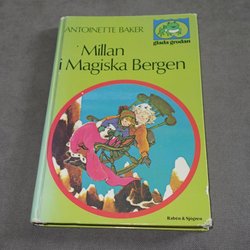 ANTOINETTE BAKER
glada grodan
Millan
i Magiska Bergen
Rabén & Sjögren